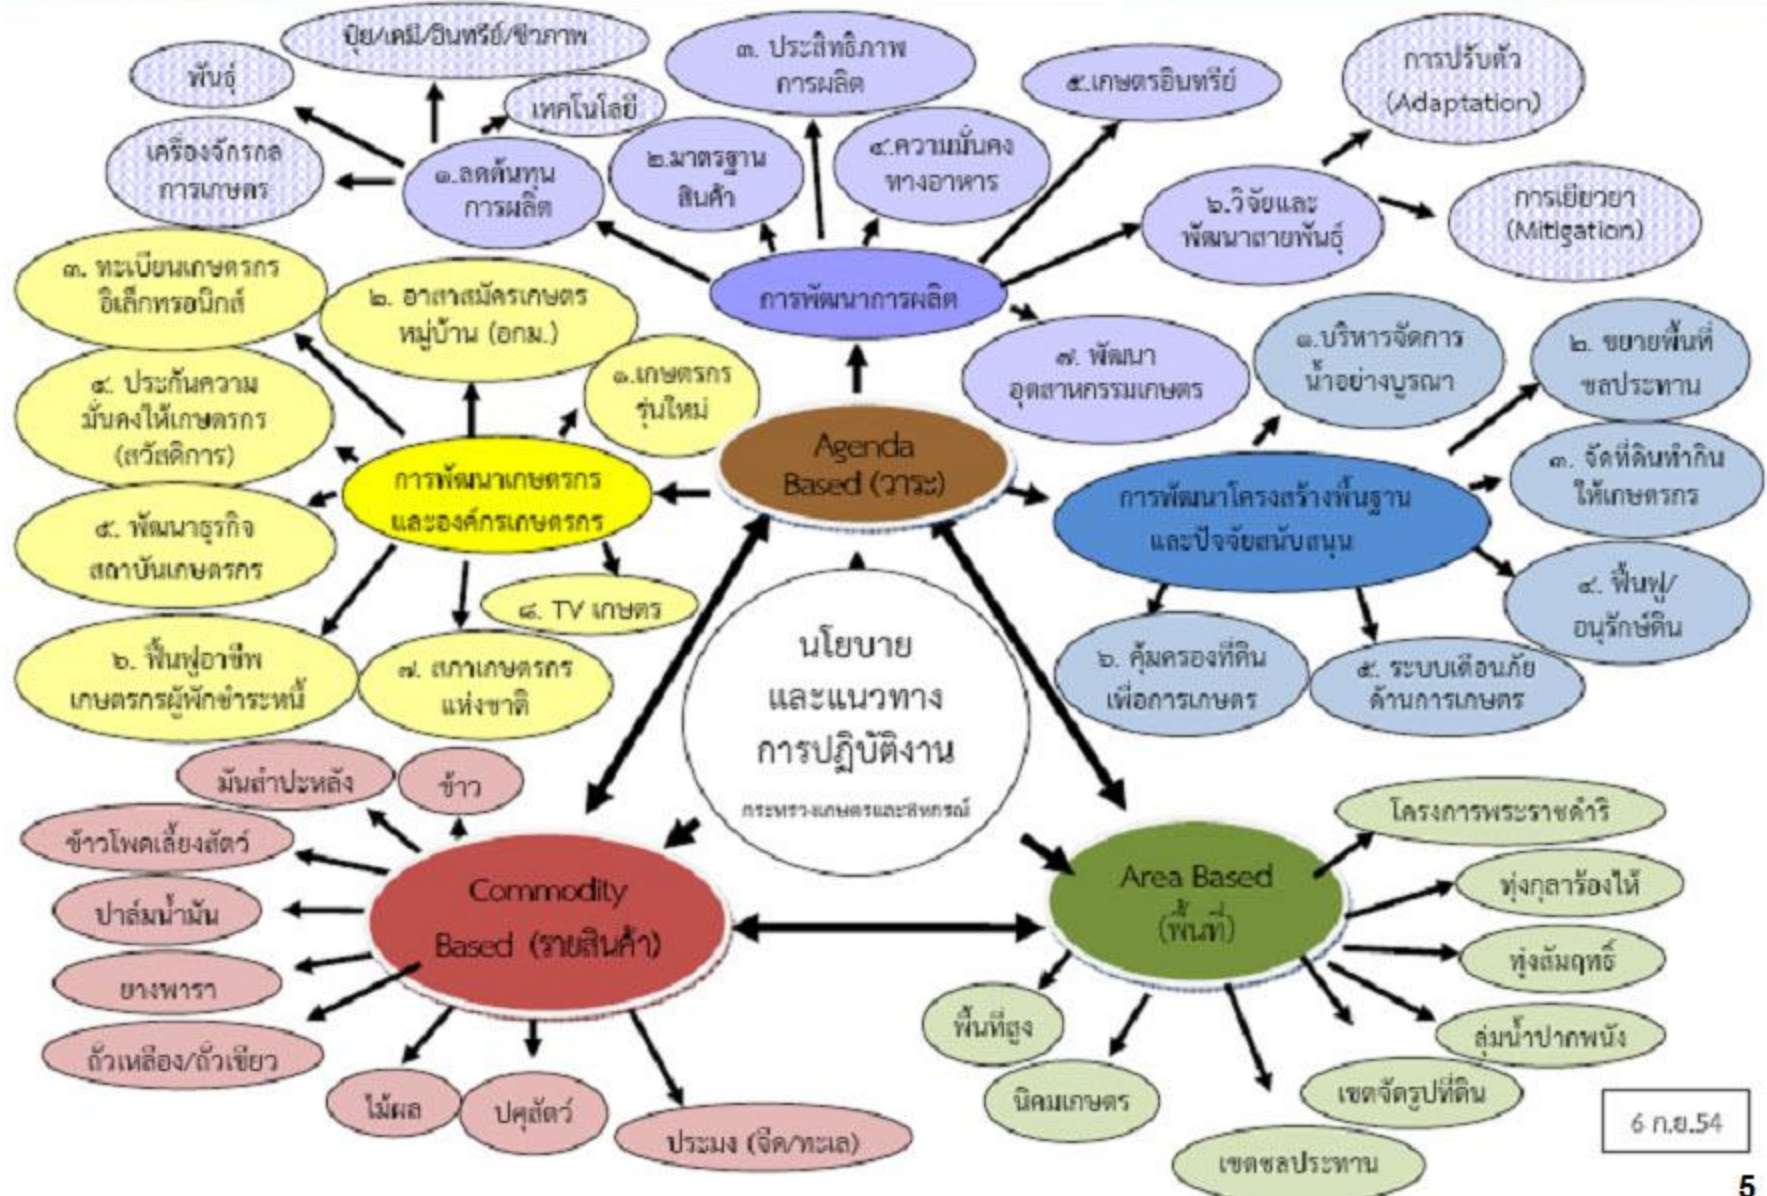 ปุ๋ย/เคมี/อินทรีย์/ชีวภาพ
พันธุ์
เทคโนโลยี
เครื่องจักรกล
การเกษตร
๑.ลดต้นทุน
การผลิต
๒.มาตรฐาน
สินค้า
๓. ประสิทธิภาพ
การผลิต
๔.ความมั่นคง
ทางอาหาร
๕.เกษตรอินทรีย์
๖.วิจัยและ
พัฒนาสายพันธุ์
การปรับตัว
(Adaptation)
การเยียวยา
(Mitigation)
การพัฒนาการผลิต
๗. พัฒนา
อุตสาหกรรมเกษตร
๓. ทะเบียนเกษตรกร
อิเล็กทรอนิกส์
๒. อาสาสมัครเกษตร
หมู่บ้าน (อกม.)
๑.เกษตรกร
รุ่นใหม่
๔. ประกันความ
มั่นคงให้เกษตรกร
(สวัสดิการ)
การพัฒนาเกษตรกร
และองค์กรเกษตรกร
๕. พัฒนาธุรกิจ
สถาบันเกษตรกร
๖. ฟื้นฟูอาชีพ
เกษตรกรผู้พักชำระหนี้
๗. สภาเกษตรกร
แห่งชาติ
๘. TV เกษตร
Agenda
Based (วาระ)
๑.บริหารจัดการ
น้ำอย่างบูรณา
๒. ขยายพื้นที่
ชลประทาน
๓. จัดที่ดินทำกิน
ให้เกษตรกร
การพัฒนาโครงสร้างพื้นฐาน
และปัจจัยสนับสนุน
๔. ฟื้นฟู/
อนุรักษ์ดิน
๕. ระบบเตือนภัย
ด้านการเกษตร
๖. คุ้มครองที่ดิน
เพื่อการเกษตร
นโยบาย
และแนวทาง
การปฏิบัติงาน
กระทรวงเกษตรและสหกรณ์
มันสำปะหลัง
ข้าว
ข้าวโพดเลี้ยงสัตว์
ปาล์มน้ำมัน
ยางพารา
ถั่วเหลือง/ถั่วเขียว
ไม้ผล
ปศุสัตว์
ประมง (จืด/ทะเล)
Commodity
Based (รายสินค้า)
Area Based
(พื้นที่)
โครงการพระราชดำริ
ทุ่งกุลาร้องไห้
ทุ่งสัมฤทธิ์
ลุ่มน้ำปากพนัง
เขตจัดรูปที่ดิน
เขตชลประทาน
นิคมเกษตร
พื้นที่สูง
6 ก.ย.54
5